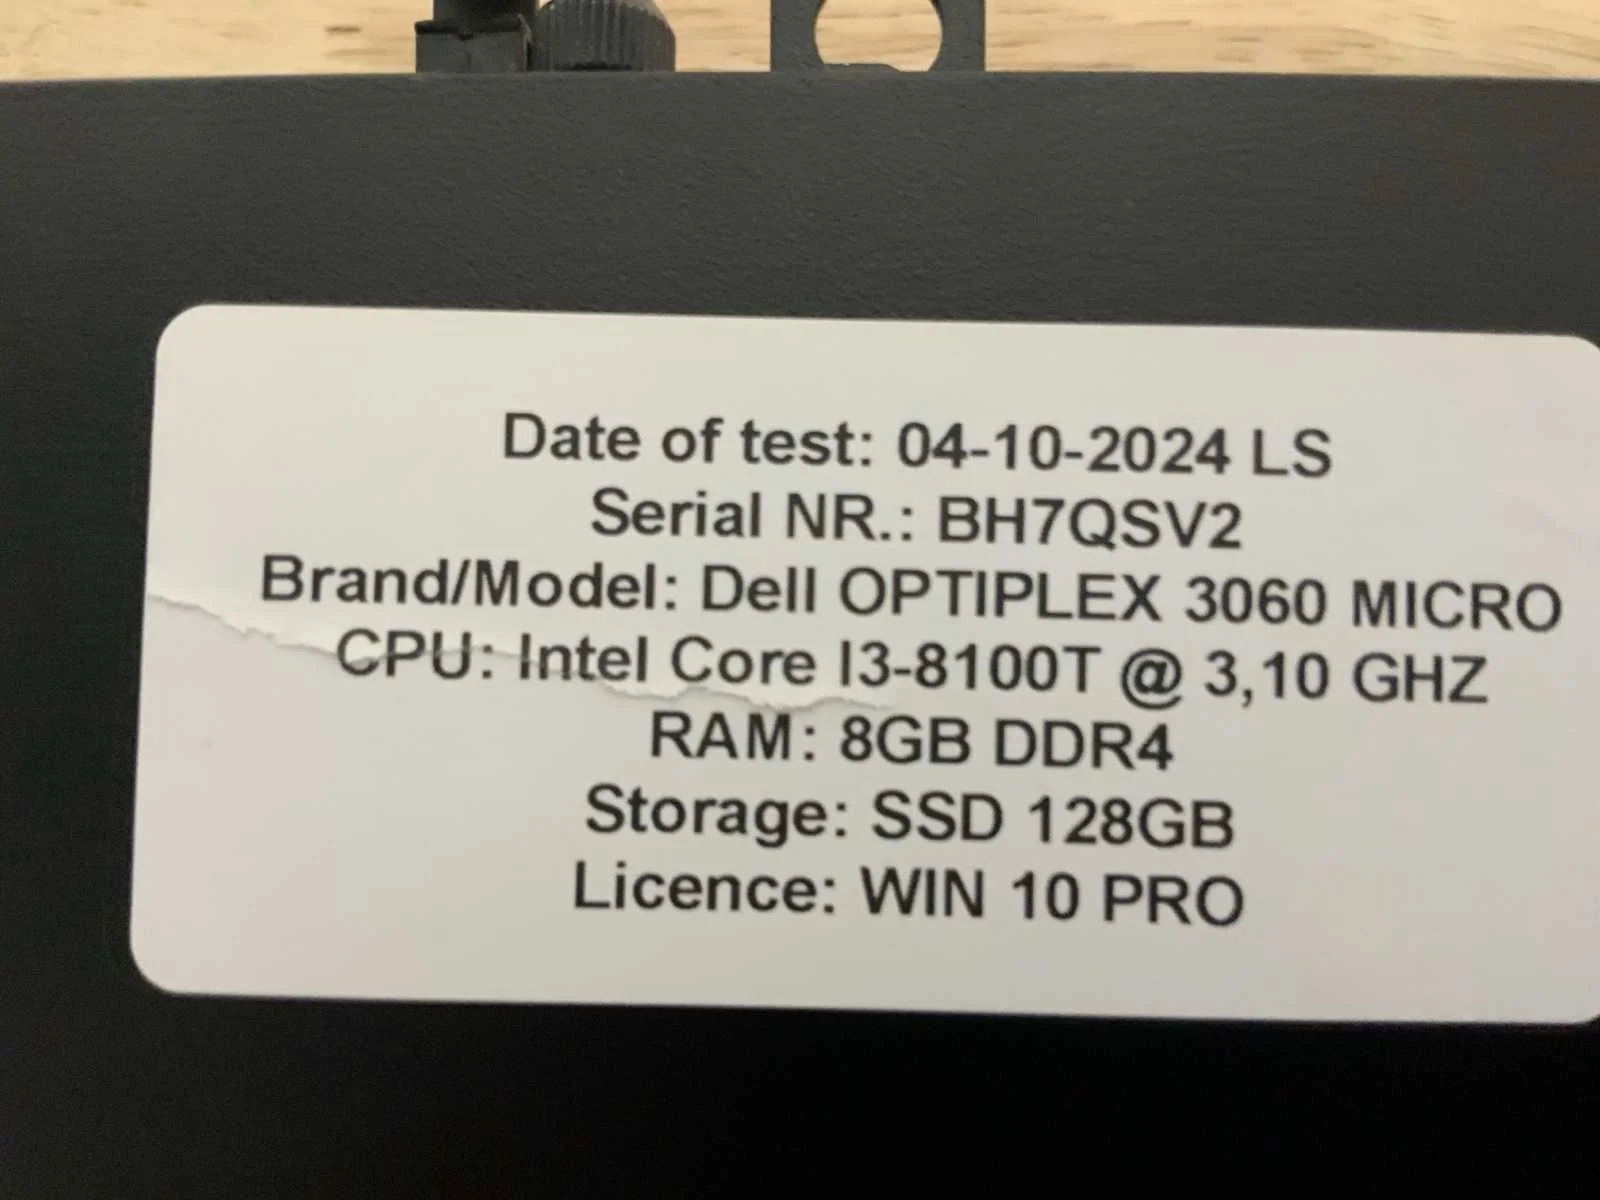 Date of test: 04-10-2024 LS
Serial NR.: BH7QSV2
Brand/Model: Dell OPTIPLEX 3060 MICRO
CPU: Intel Core I3-8100T @ 3,10 GHZ
RAM: 8GB DDR4
Storage: SSD 128GB
Licence: WIN 10 PRO